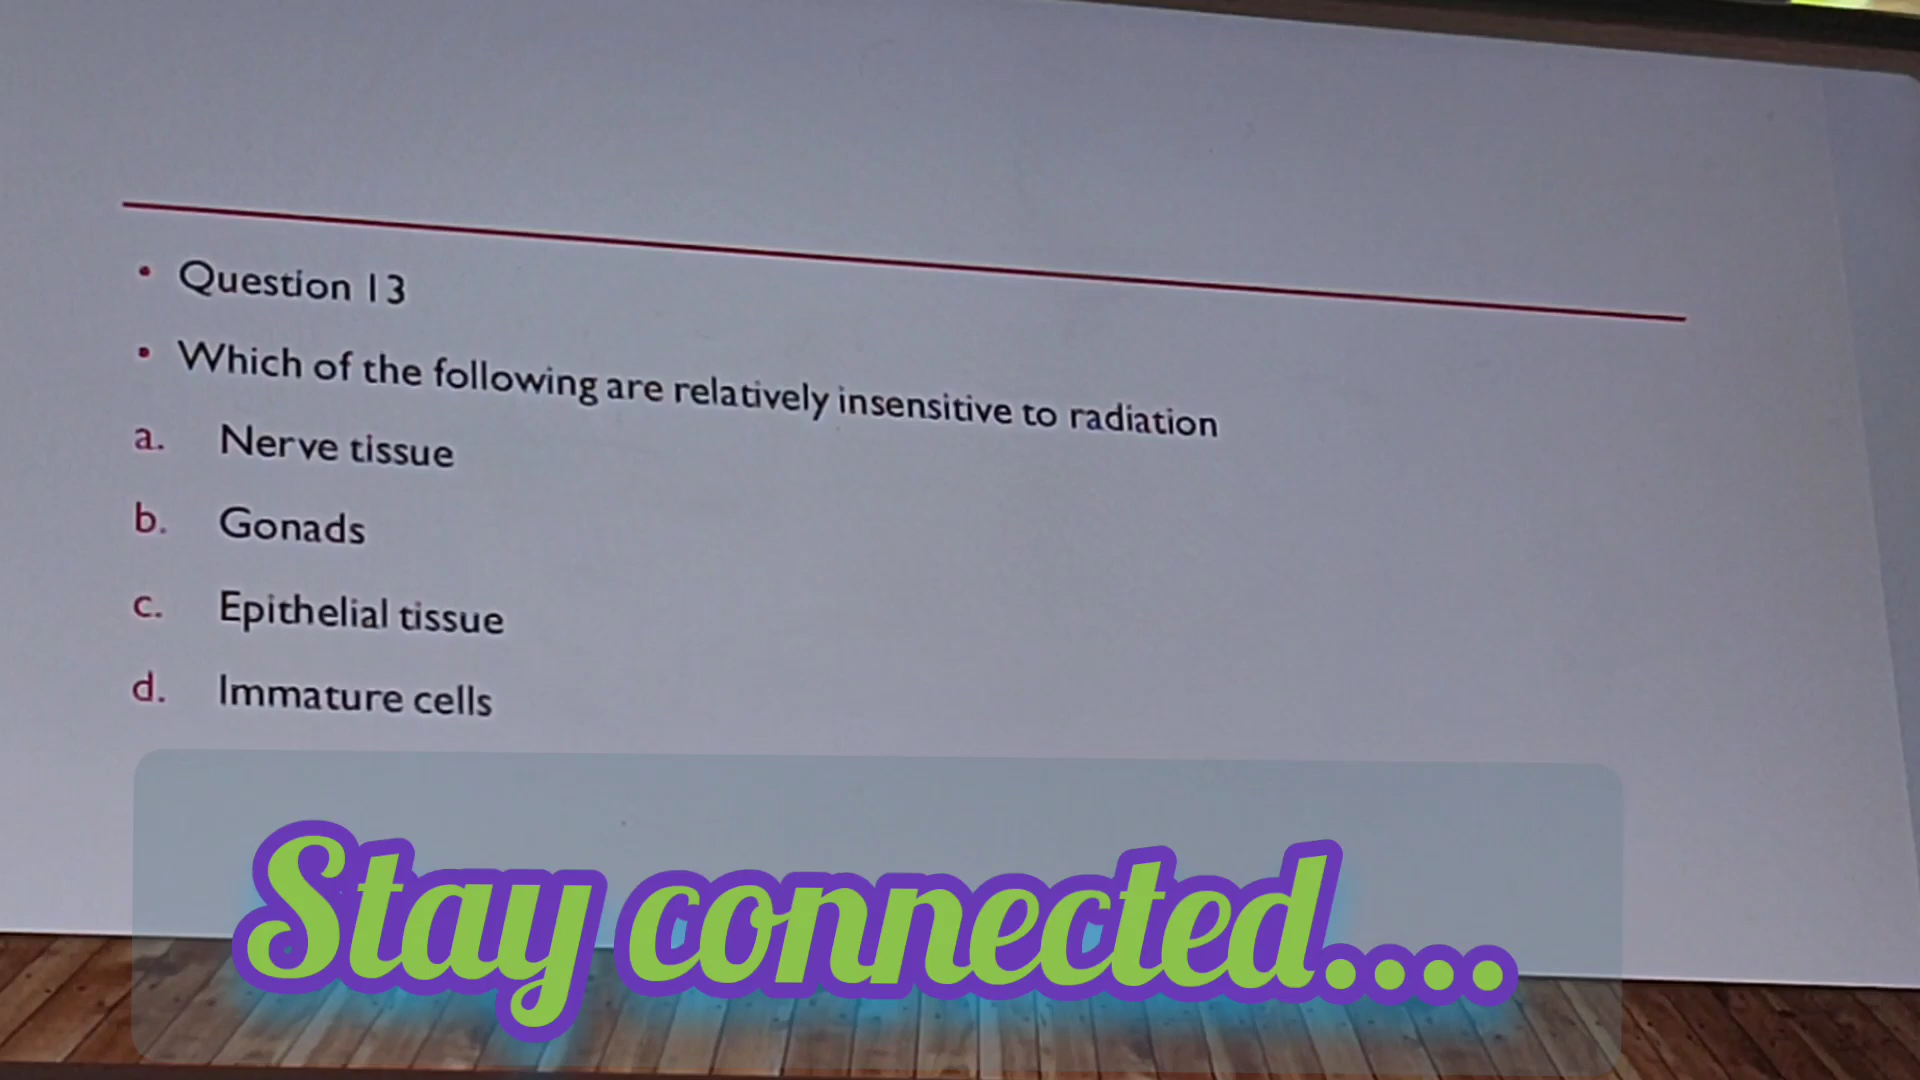 • Question 13
• Which of the following are relatively insensitive to radiation
a. Nerve tissue
b. Gonads
c. Epithelial tissue
d. Immature cells
Stay connected....